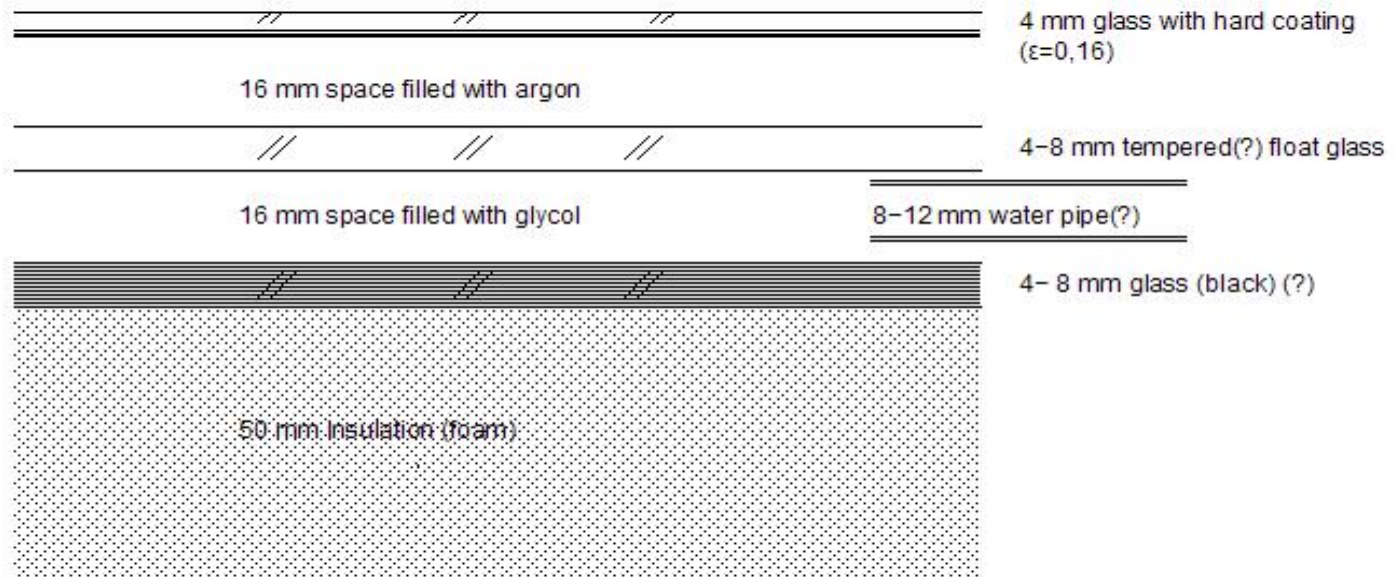 4 mm glass with hard coating
(ε=0,16)
16 mm space filled with argon
4−8 mm tempered(?) float glass
16 mm space filled with glycol
8−12 mm water pipe(?)
4− 8 mm glass (black) (?)
50 mm insulation (foam)